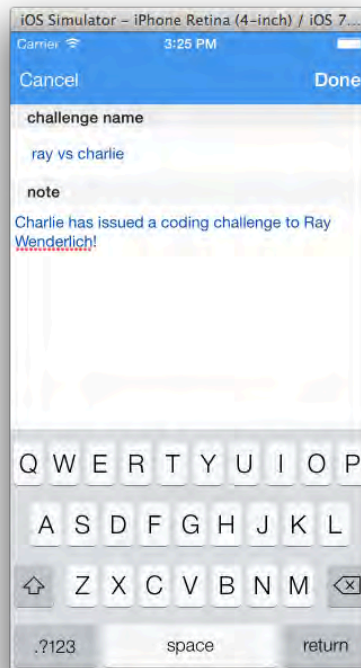 iOS Simulator – iPhone Retina (4-inch) / iOS 7....
Carrier 3:25 PM
Cancel Done
challenge name
ray vs charlie
note
Charlie has issued a coding challenge to Ray
Wenderlich!
Q W E R T Y U I O P
A S D F G H J K L
Z X C V B N M
.?123 space return